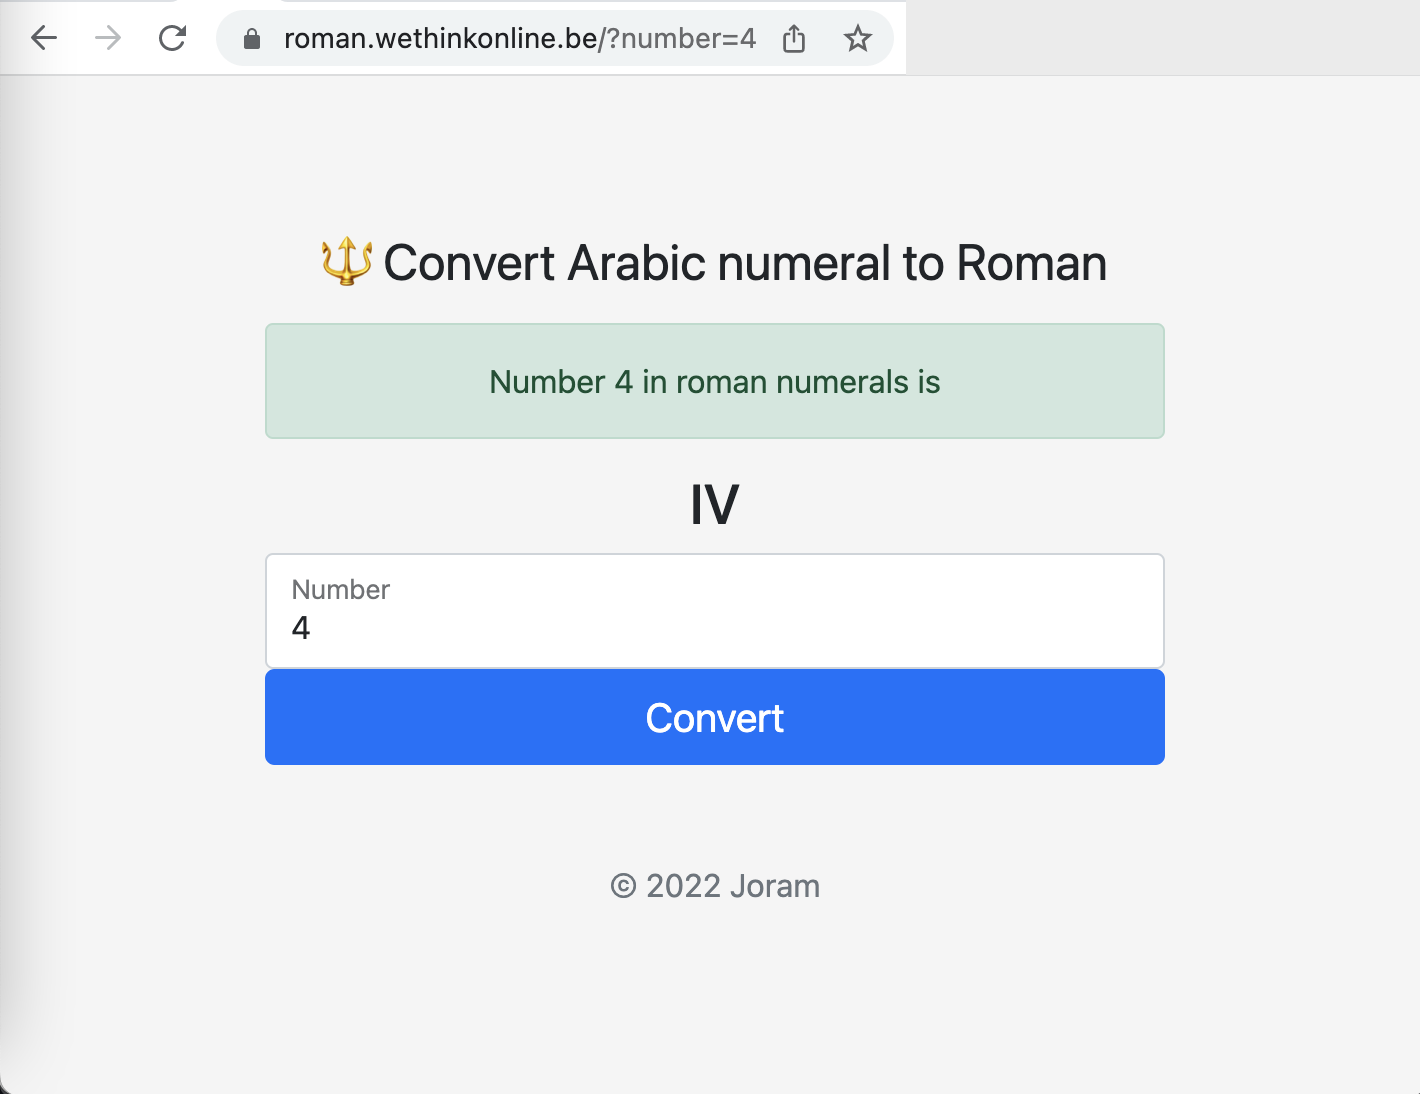 roman.wethinkonline.be/?number=4
🔱 Convert Arabic numeral to Roman
Number 4 in roman numerals is
IV
Number
4
Convert
© 2022 Joram